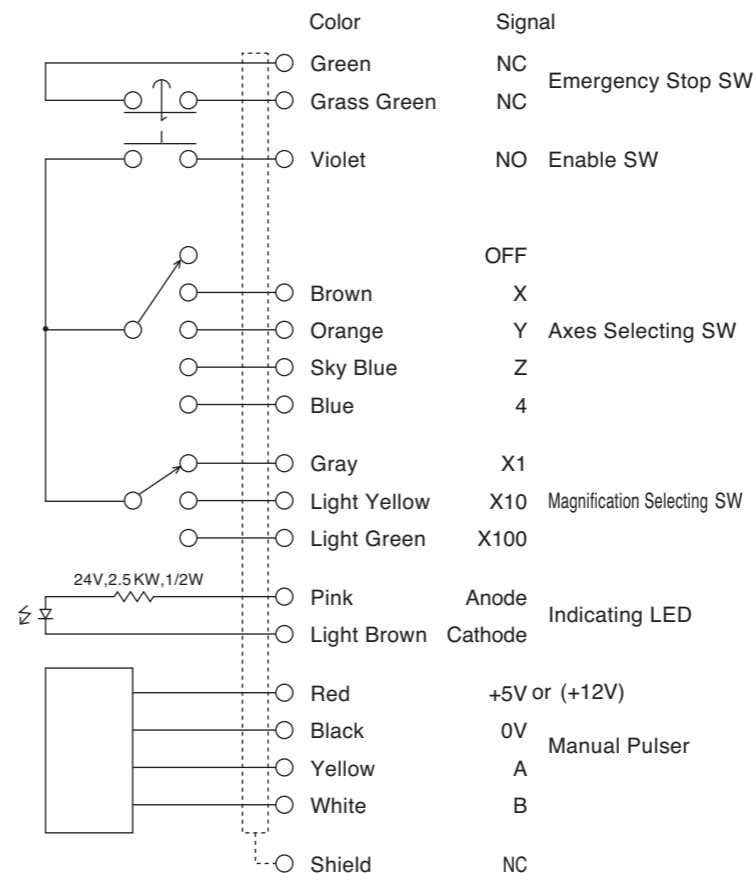 Color Signal
Green NC
Emergency Stop SW
Grass Green NC
Violet NO Enable SW
OFF
Brown X
Orange Y Axes Selecting SW
Sky Blue Z
Blue 4
Gray X1
Light Yellow X10 Magnification Selecting SW
Light Green X100
24V,2.5KW,1/2W
Pink Anode
Indicating LED
Light Brown Cathode
Red +5V or (+12V)
Black 0V
Manual Pulser
Yellow A
White B
Shield NC